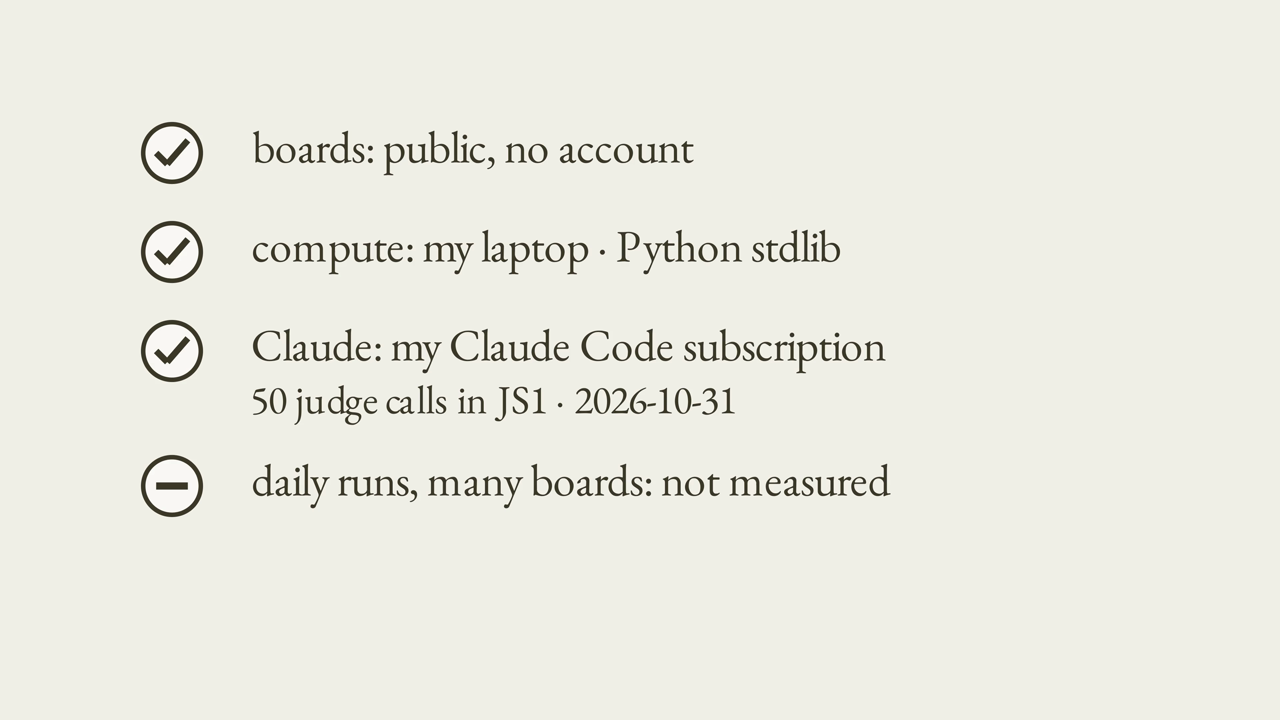 boards: public, no account
compute: my laptop · Python stdlib
Claude: my Claude Code subscription
50 judge calls in JS1 · 2026-10-31
daily runs, many boards: not measured